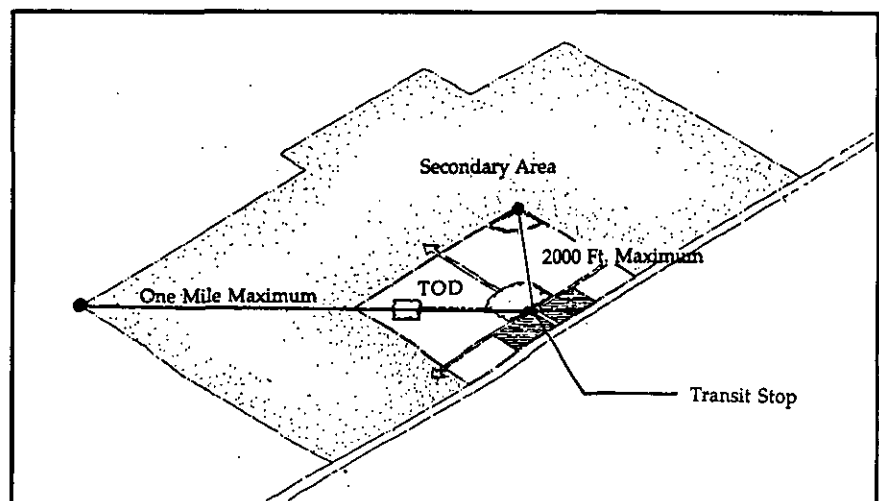 Secondary Area
2000 Ft. Maximum
TOD
One Mile Maximum
Transit Stop